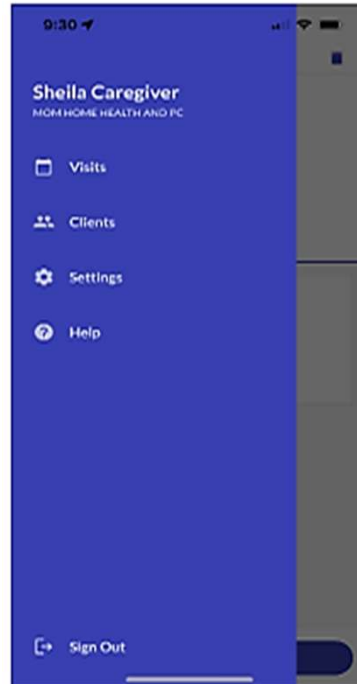 9:30
Sheila Caregiver
MOM HOME HEALTH AND PC
Visits
Clients
Settings
Help
Sign Out